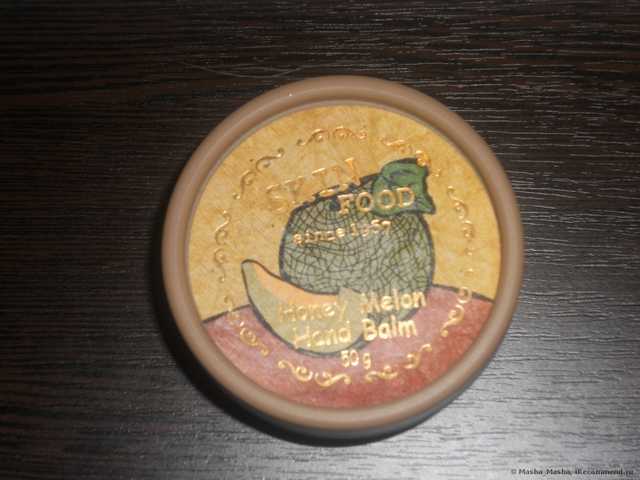 SKIN
FOOD
since 1957
Honey Melon
Hand Balm
50 g
© Masha_Masha, iRecommend.ru